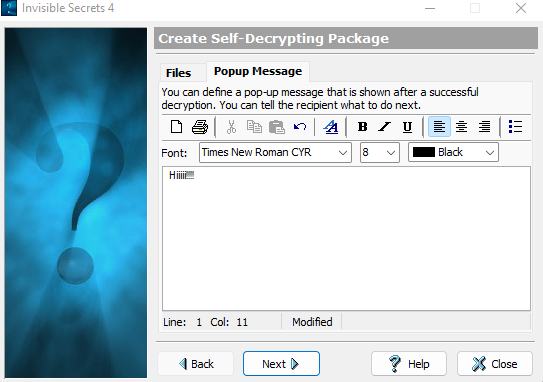 Invisible Secrets 4
Create Self-Decrypting Package
Files
Popup Message
You can define a pop-up message that is shown after a successful
decryption. You can tell the recipient what to do next.
B I U
Font: Times New Roman CYR 8 Black
Line: 1 Col: 11 Modified
Back Next Help Close